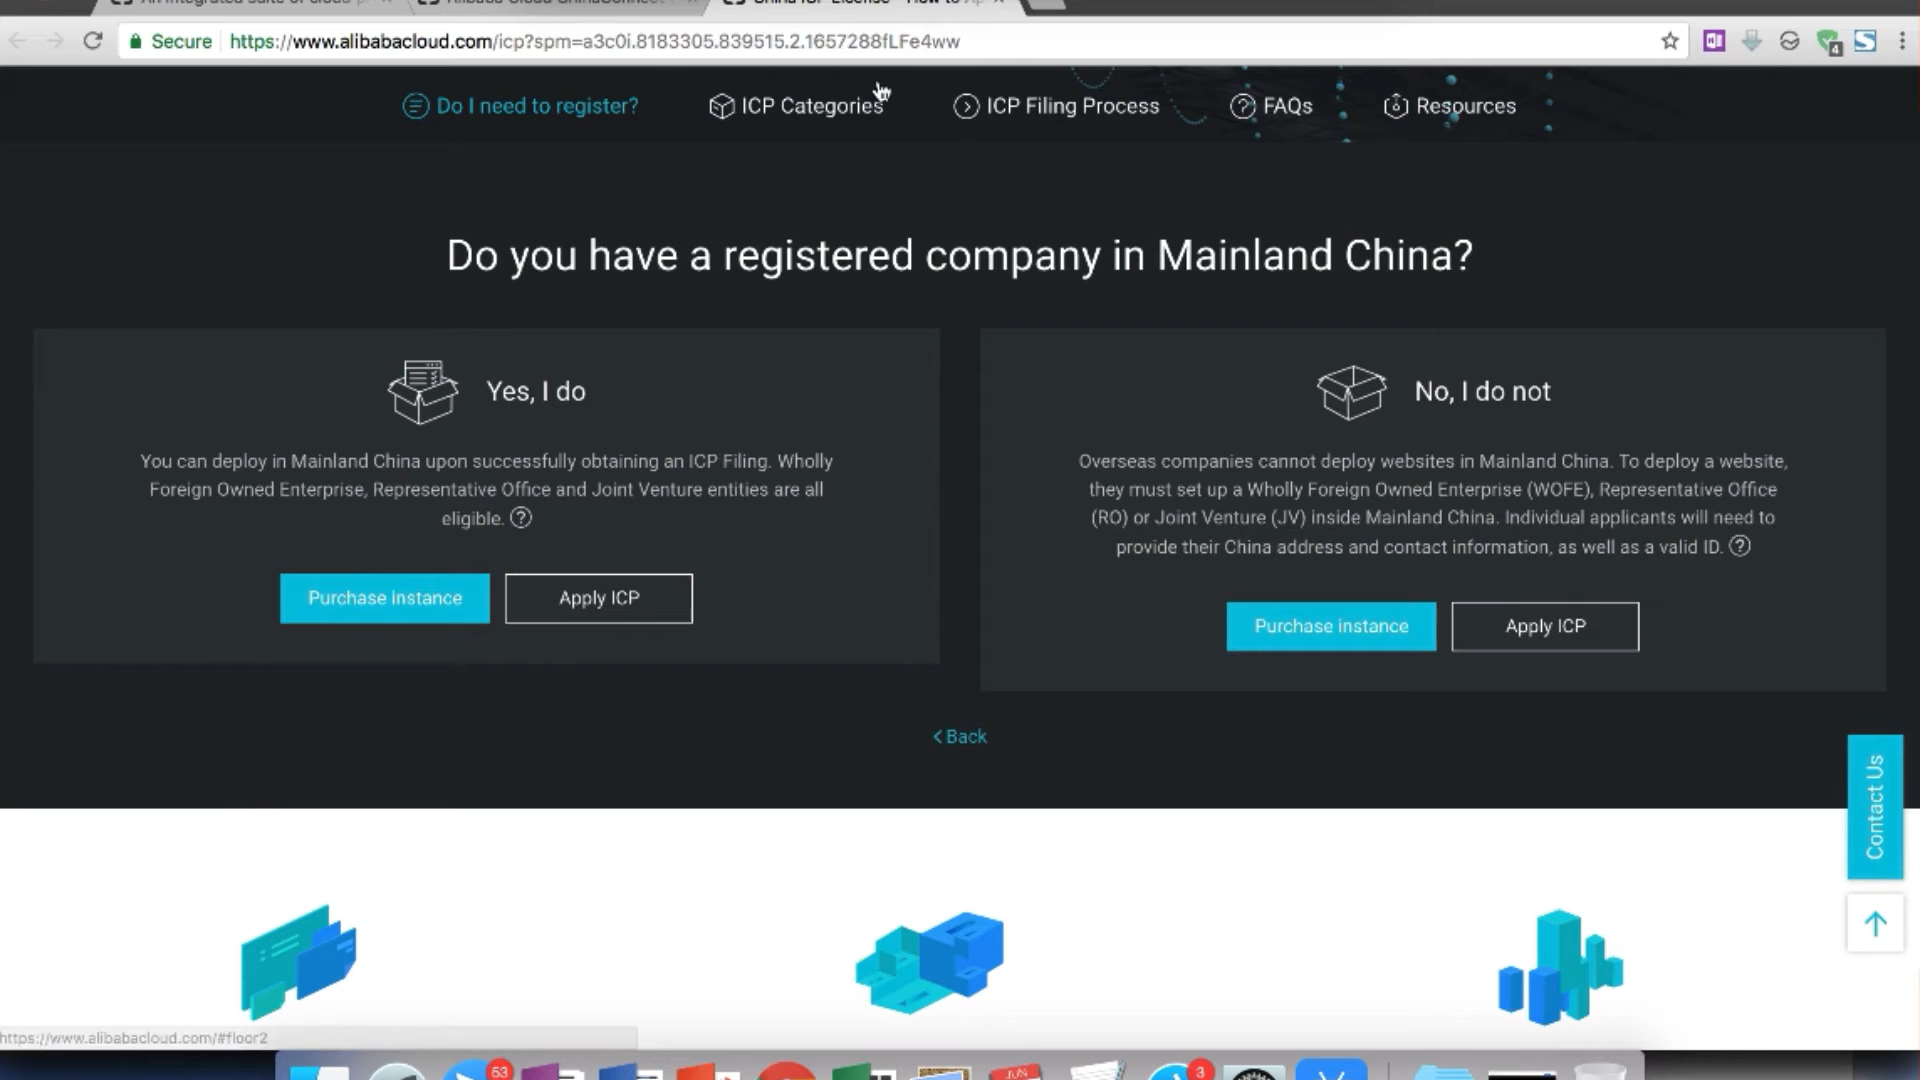 Secure https://www.alibabacloud.com/icp?spm=a3c0i.8183305.839515.2.1657288fLFe4ww
4
Do I need to register? ICP Categories ICP Filing Process FAQs Resources
Do you have a registered company in Mainland China?
Yes, I do
You can deploy in Mainland China upon successfully obtaining an ICP Filing. Wholly
Foreign Owned Enterprise, Representative Office and Joint Venture entities are all
eligible. ?
Purchase instance Apply ICP
No, I do not
Overseas companies cannot deploy websites in Mainland China. To deploy a website,
they must set up a Wholly Foreign Owned Enterprise (WOFE), Representative Office
(RO) or Joint Venture (JV) inside Mainland China. Individual applicants will need to
provide their China address and contact information, as well as a valid ID. ?
Purchase instance Apply ICP
Back
Contact Us
https://www.alibabacloud.com/#floor2
53
JUN
3